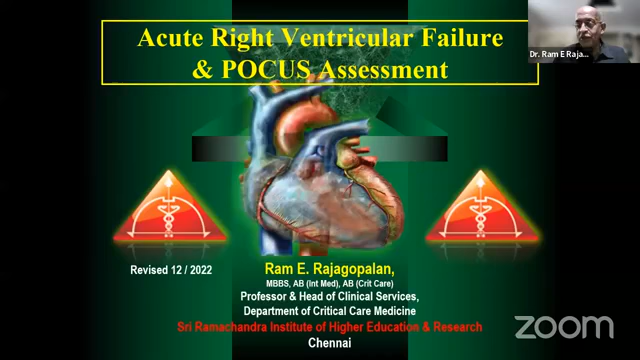 Acute Right Ventricular Failure
& POCUS Assessment
Dr. Ram E Raja...
Revised 12 / 2022
Ram E. Rajagopalan,
MBBS, AB (Int Med), AB (Crit Care)
Professor & Head of Clinical Services,
Department of Critical Care Medicine
Sri Ramachandra Institute of Higher Education & Research
Chennai
zoom